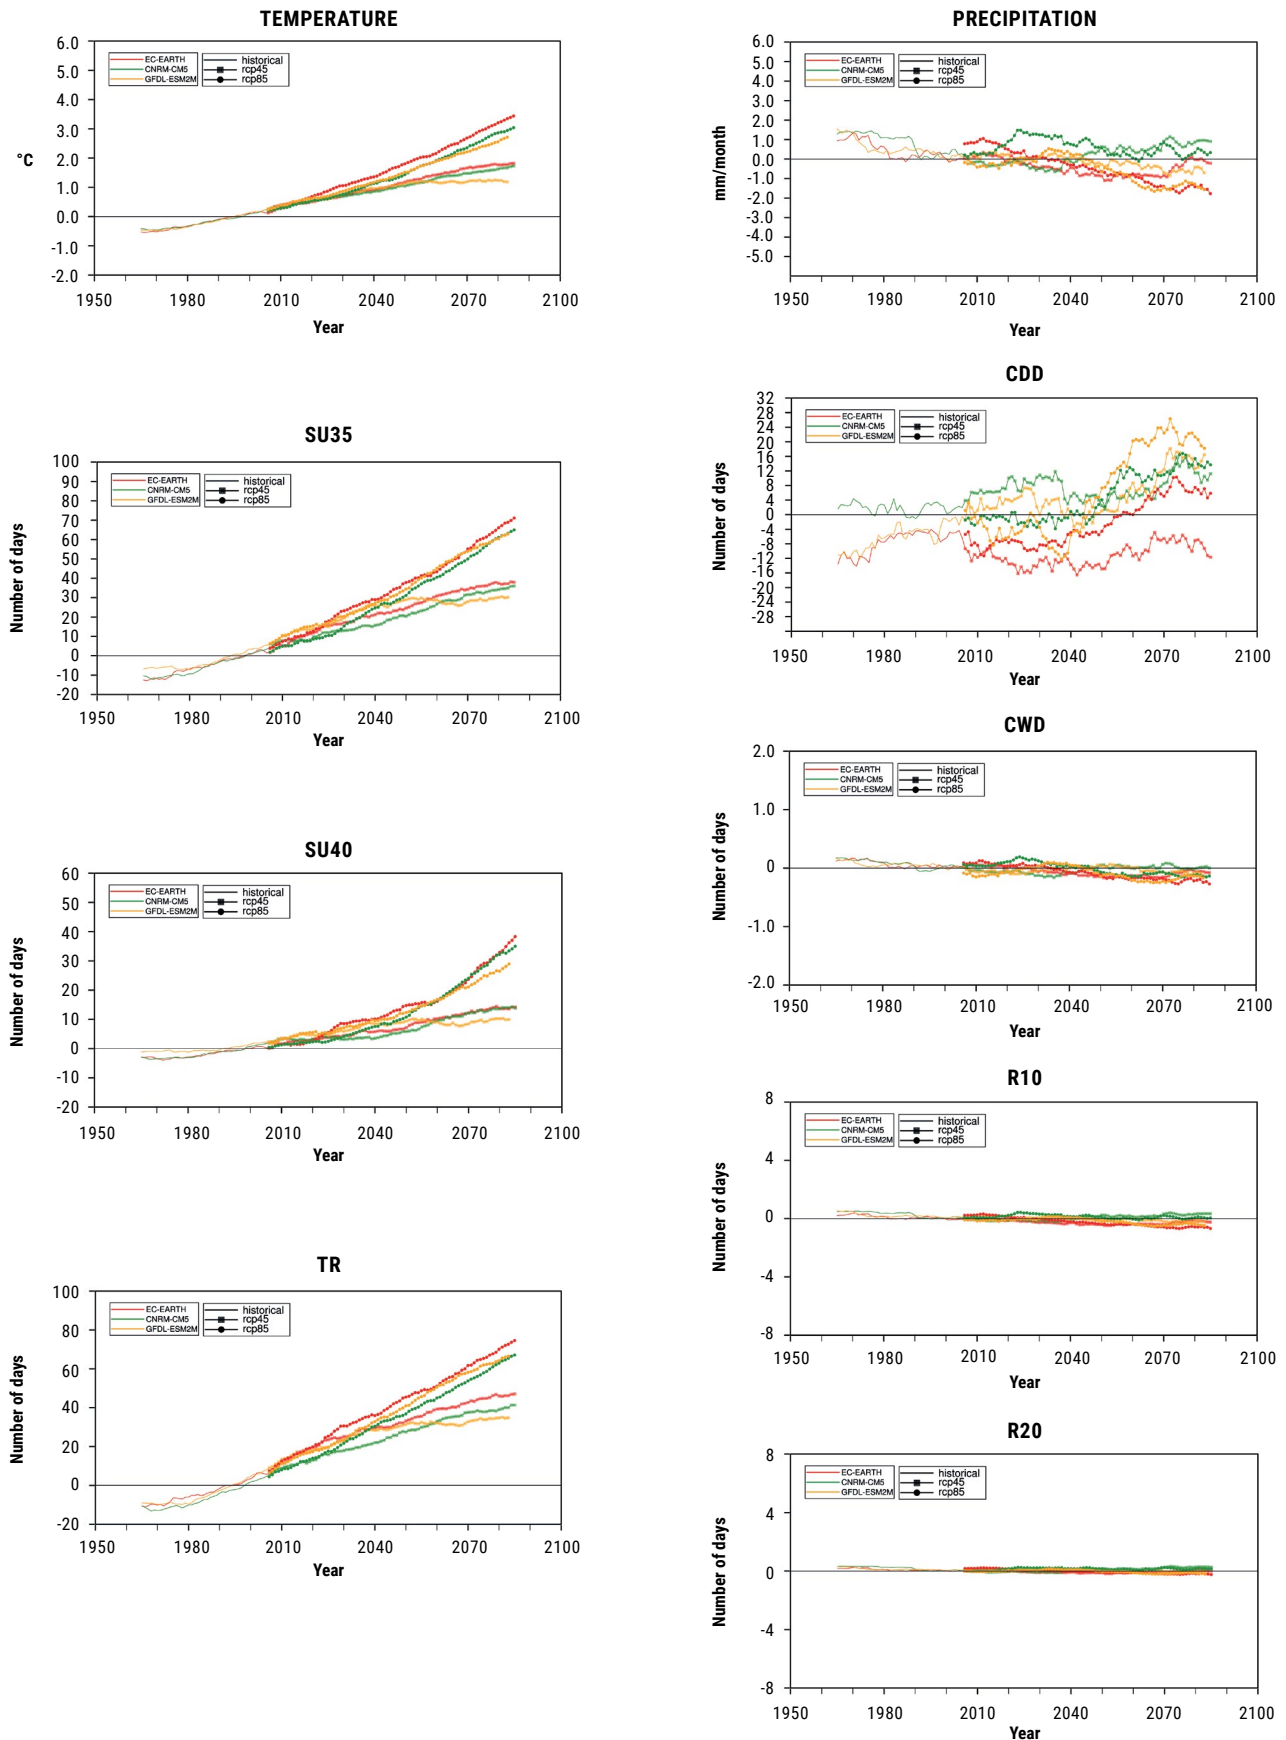 TEMPERATURE
6.0
5.0
4.0
3.0
2.0
1.0
0.0
-1.0
-2.0
˚C
EC-EARTH
CNRM-CM5
GFDL-ESM2M
historical
rcp45
rcp85
1950 1980 2010 2040 2070 2100
Year
PRECIPITATION
6.0
5.0
4.0
3.0
2.0
1.0
0.0
-1.0
-2.0
-3.0
-4.0
-5.0
mm/month
EC-EARTH
CNRM-CM5
GFDL-ESM2M
historical
rcp45
rcp85
1950 1980 2010 2040 2070 2100
Year
SU35
100
90
80
70
60
50
40
30
20
10
0
-10
-20
Number of days
EC-EARTH
CNRM-CM5
GFDL-ESM2M
historical
rcp45
rcp85
1950 1980 2010 2040 2070 2100
Year
CDD
32
28
24
20
16
12
8
4
0
-4
-8
-12
-16
-24
-24
-28
Number of days
EC-EARTH
CNRM-CM5
GFDL-ESM2M
historical
rcp45
rcp85
1950 1980 2010 2040 2070 2100
Year
SU40
60
50
40
30
20
10
0
-10
-20
Number of days
EC-EARTH
CNRM-CM5
GFDL-ESM2M
historical
rcp45
rcp85
1950 1980 2010 2040 2070 2100
Year
CWD
2.0
1.0
0
-1.0
-2.0
Number of days
EC-EARTH
CNRM-CM5
GFDL-ESM2M
historical
rcp45
rcp85
1950 1980 2010 2040 2070 2100
Year
TR
100
80
60
40
20
0
-20
Number of days
EC-EARTH
CNRM-CM5
GFDL-ESM2M
historical
rcp45
rcp85
1950 1980 2010 2040 2070 2100
Year
R10
8
4
0
-4
-8
Number of days
EC-EARTH
CNRM-CM5
GFDL-ESM2M
historical
rcp45
rcp85
1950 1980 2010 2040 2070 2100
Year
R20
8
4
0
-4
-8
Number of days
EC-EARTH
CNRM-CM5
GFDL-ESM2M
historical
rcp45
rcp85
1950 1980 2010 2040 2070 2100
Year